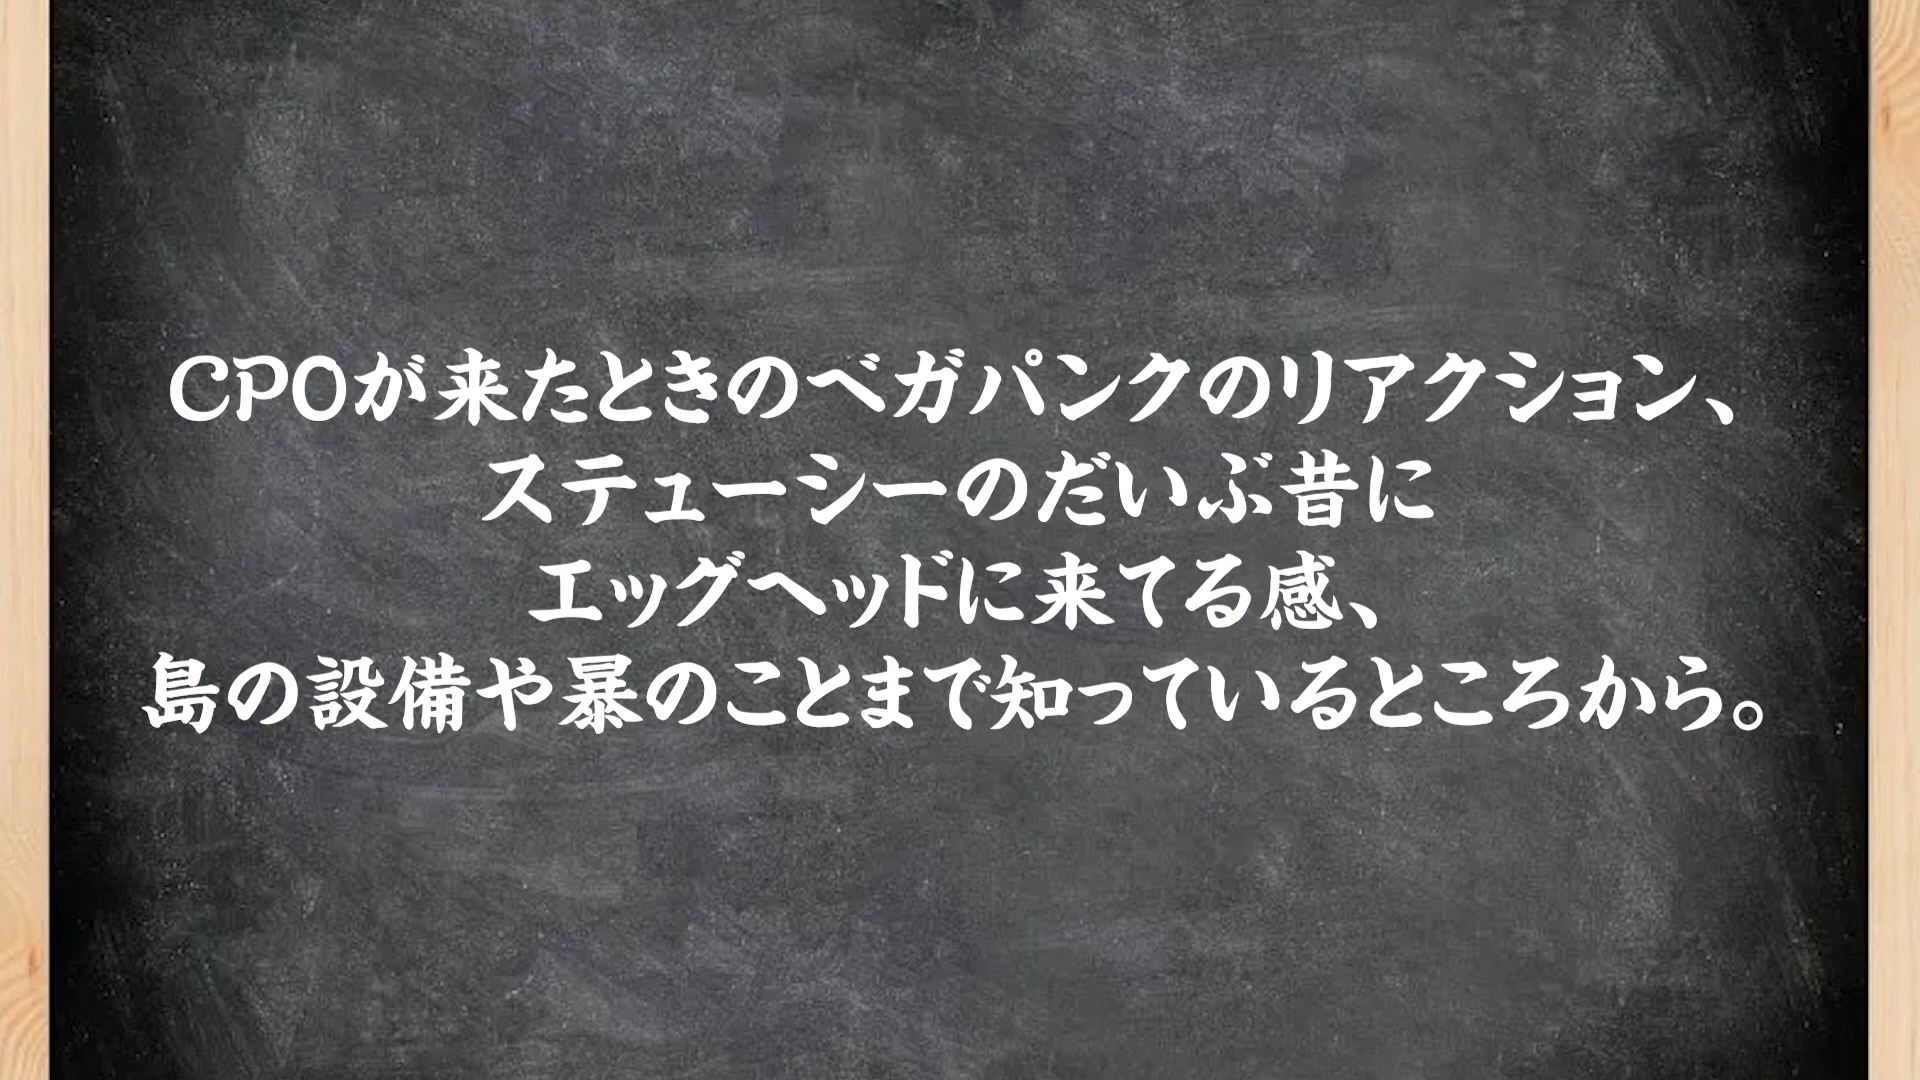 CP0が来たときのベガパンクのリアクション、
ステューシーのだいぶ昔に
エッグヘッドに来てる感、
島の設備や暴のことまで知っているところから。